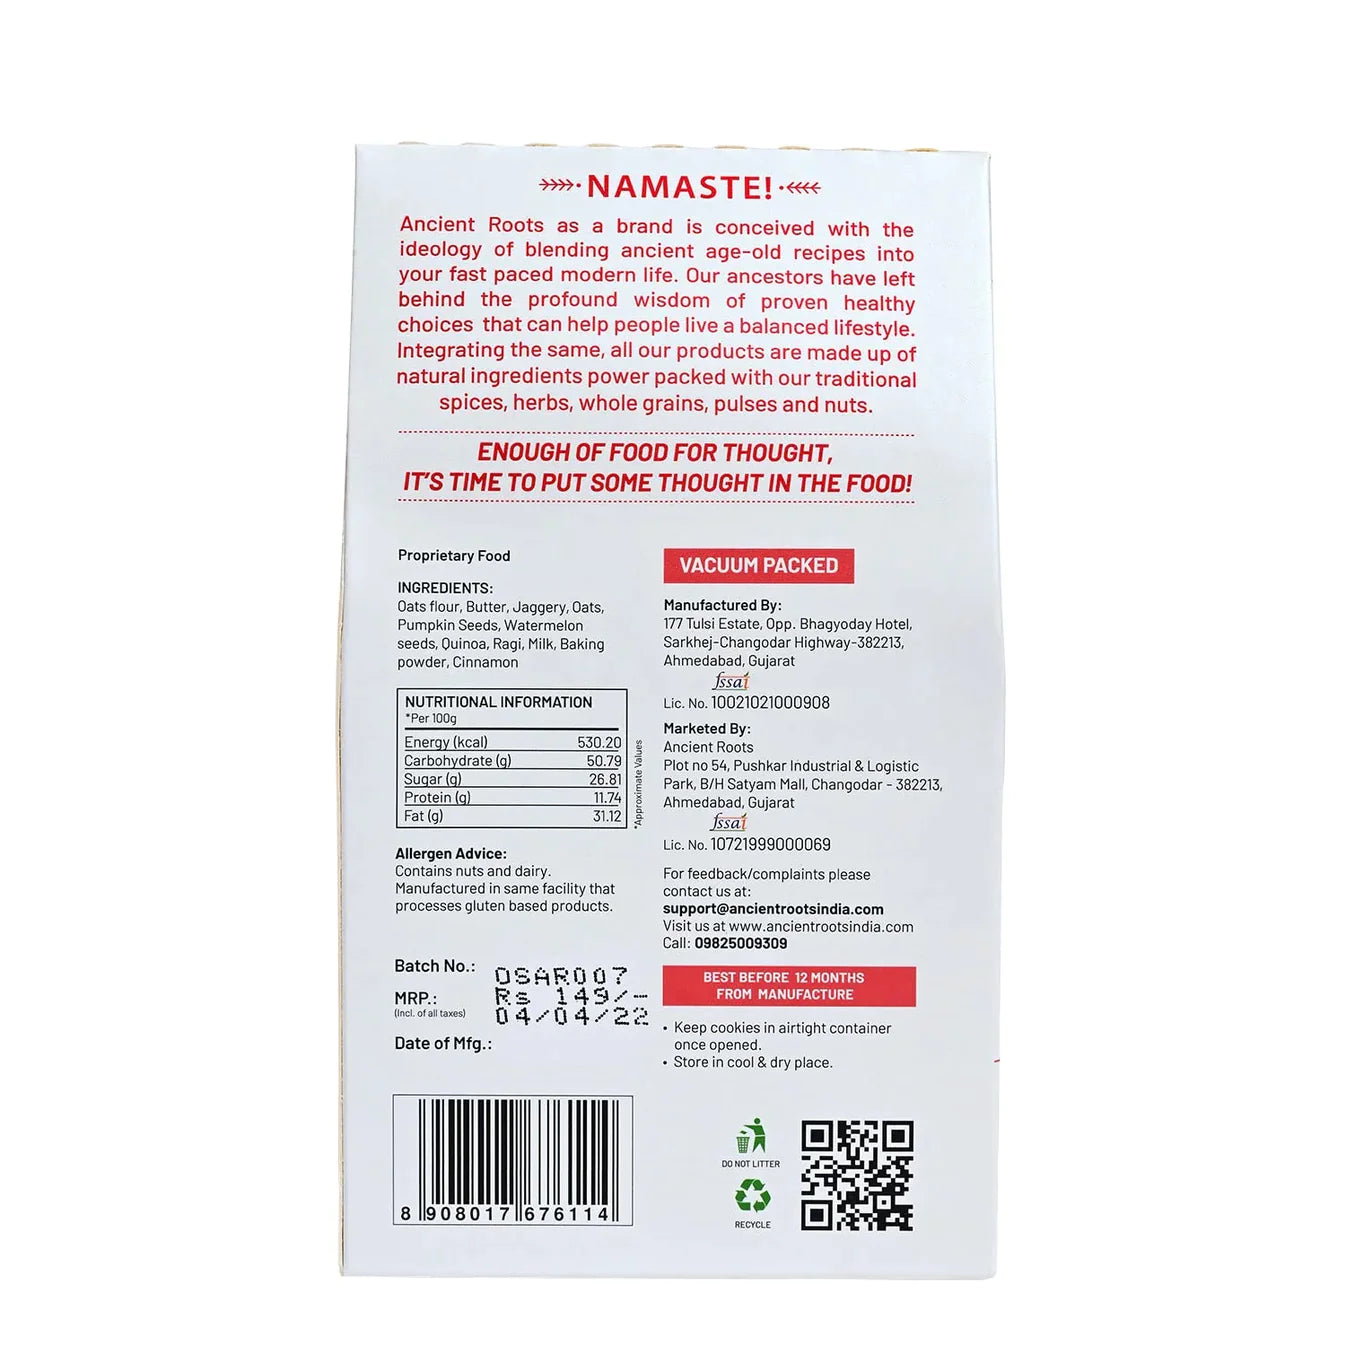 NAMASTE!
Ancient Roots as a brand is conceived with the
ideology of blending ancient age-old recipes into
your fast paced modern life. Our ancestors have left
behind the profound wisdom of proven healthy
choices that can help people live a balanced lifestyle.
Integrating the same, all our products are made up of
natural ingredients power packed with our traditional
spices, herbs, whole grains, pulses and nuts.
ENOUGH OF FOOD FOR THOUGHT,
IT'S TIME TO PUT SOME THOUGHT IN THE FOOD!
Proprietary Food
INGREDIENTS:
Oats flour, Butter, Jaggery, Oats,
Pumpkin Seeds, Watermelon
seeds, Quinoa, Ragi, Milk, Baking
powder, Cinnamon
NUTRITIONAL INFORMATION
*Per 100g
Energy (kcal) 530.20
Carbohydrate (g) 50.79
Sugar (g) 26.81
Protein (g) 11.74
Fat (g) 31.12
*Approximate Values
Allergen Advice:
Contains nuts and dairy.
Manufactured in same facility that
processes gluten based products.
Batch No.: OSAR007
MRP.: Rs 149/-
(Incl. of all taxes) 04/04/22
Date of Mfg.:
8 908017 676114
VACUUM PACKED
Manufactured By:
177 Tulsi Estate, Opp. Bhagyoday Hotel,
Sarkhej-Changodar Highway-382213,
Ahmedabad, Gujarat
fssai
Lic. No. 10021021000908
Marketed By:
Ancient Roots
Plot no 54, Pushkar Industrial & Logistic
Park, B/H Satyam Mall, Changodar - 382213,
Ahmedabad, Gujarat
fssai
Lic. No. 10721999000069
For feedback/complaints please
contact us at:
support@ancientrootsindia.com
Visit us at www.ancientrootsindia.com
Call: 09825009309
BEST BEFORE 12 MONTHS
FROM MANUFACTURE
• Keep cookies in airtight container
once opened.
• Store in cool & dry place.
DO NOT LITTER
RECYCLE